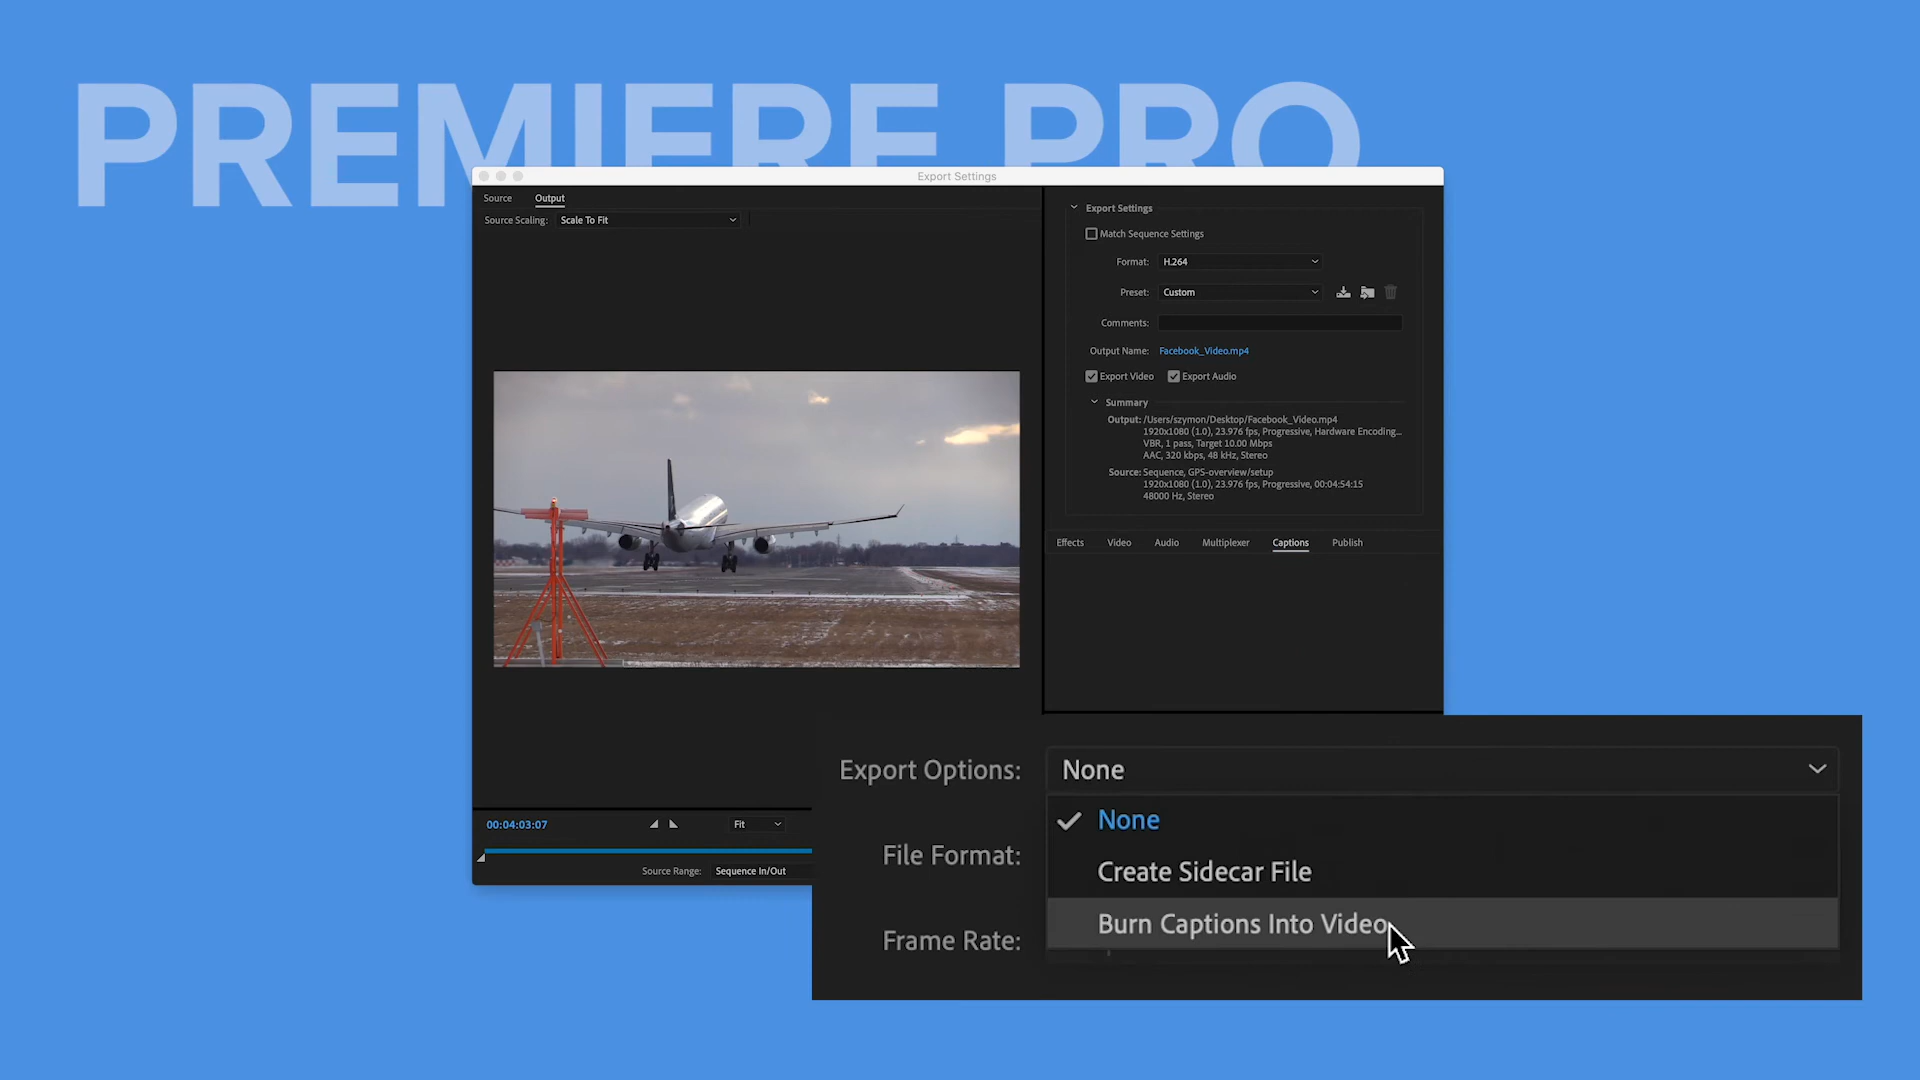 PREMIERE PRO
Export Settings
Source Output
Source Scaling: Scale To Fit
Export Settings
Match Sequence Settings
Format: H.264
Preset: Custom
Comments:
Output Name: Facebook_Video.mp4
Export Video Export Audio
Summary
Output: /Users/szymon/Desktop/Facebook_Video.mp4
1920x1080 (1.0), 23.976 fps, Progressive, Hardware Encoding...
VBR, 1 pass, Target 10.00 Mbps
AAC, 320 kbps, 48 kHz, Stereo
Source: Sequence, GPS-overview/setup
1920x1080 (1.0), 23.976 fps, Progressive, 00:04:54:15
48000 Hz, Stereo
Effects Video Audio Multiplexer Captions Publish
00:04:03:07 Fit
Source Range: Sequence In/Out
Export Options: None
None
File Format:
Create Sidecar File
Burn Captions Into Video
Frame Rate: